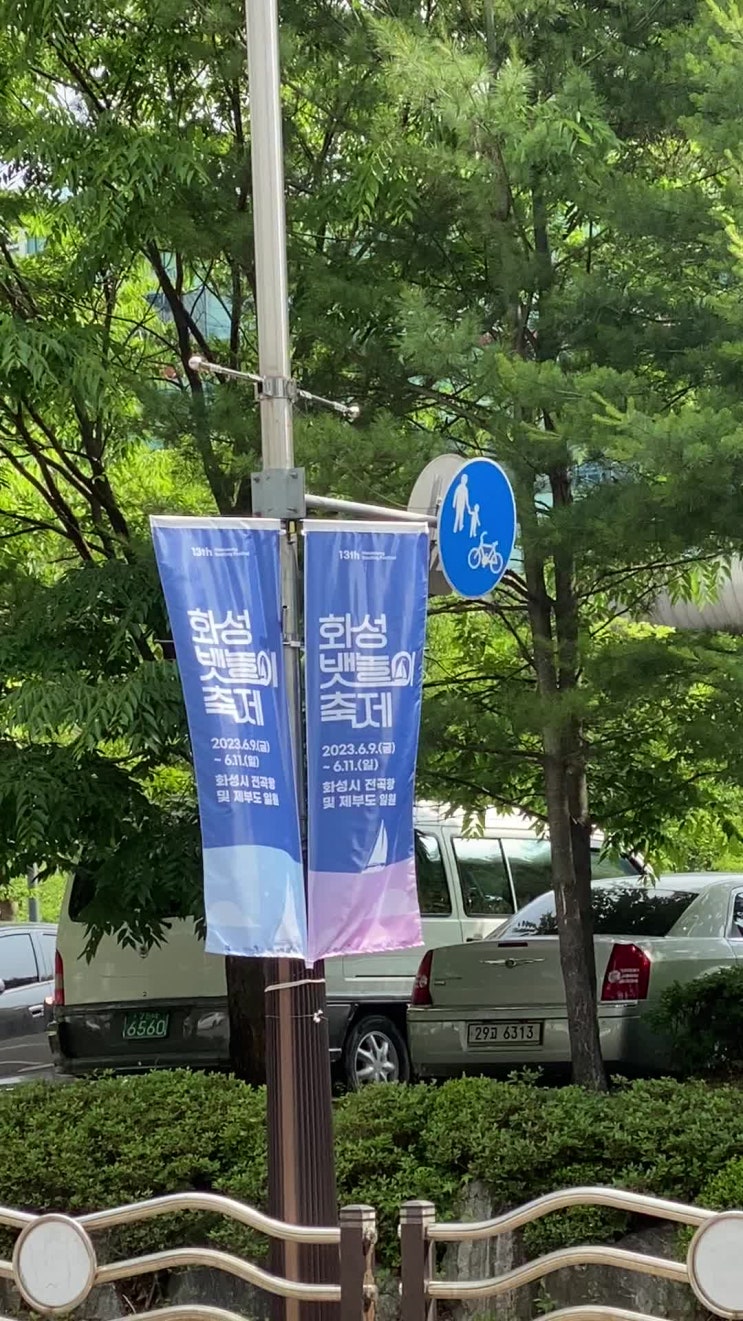 13th
화성
뱃놀이
축제
2023.6.9.(금)
~ 6.11.(일)
화성시 전곡항
및 제부도 일원
13th
화성
뱃놀이
축제
2023.6.9.(금)
~ 6.11.(일)
화성시 전곡항
및 제부도 일원
6560
29고 6313